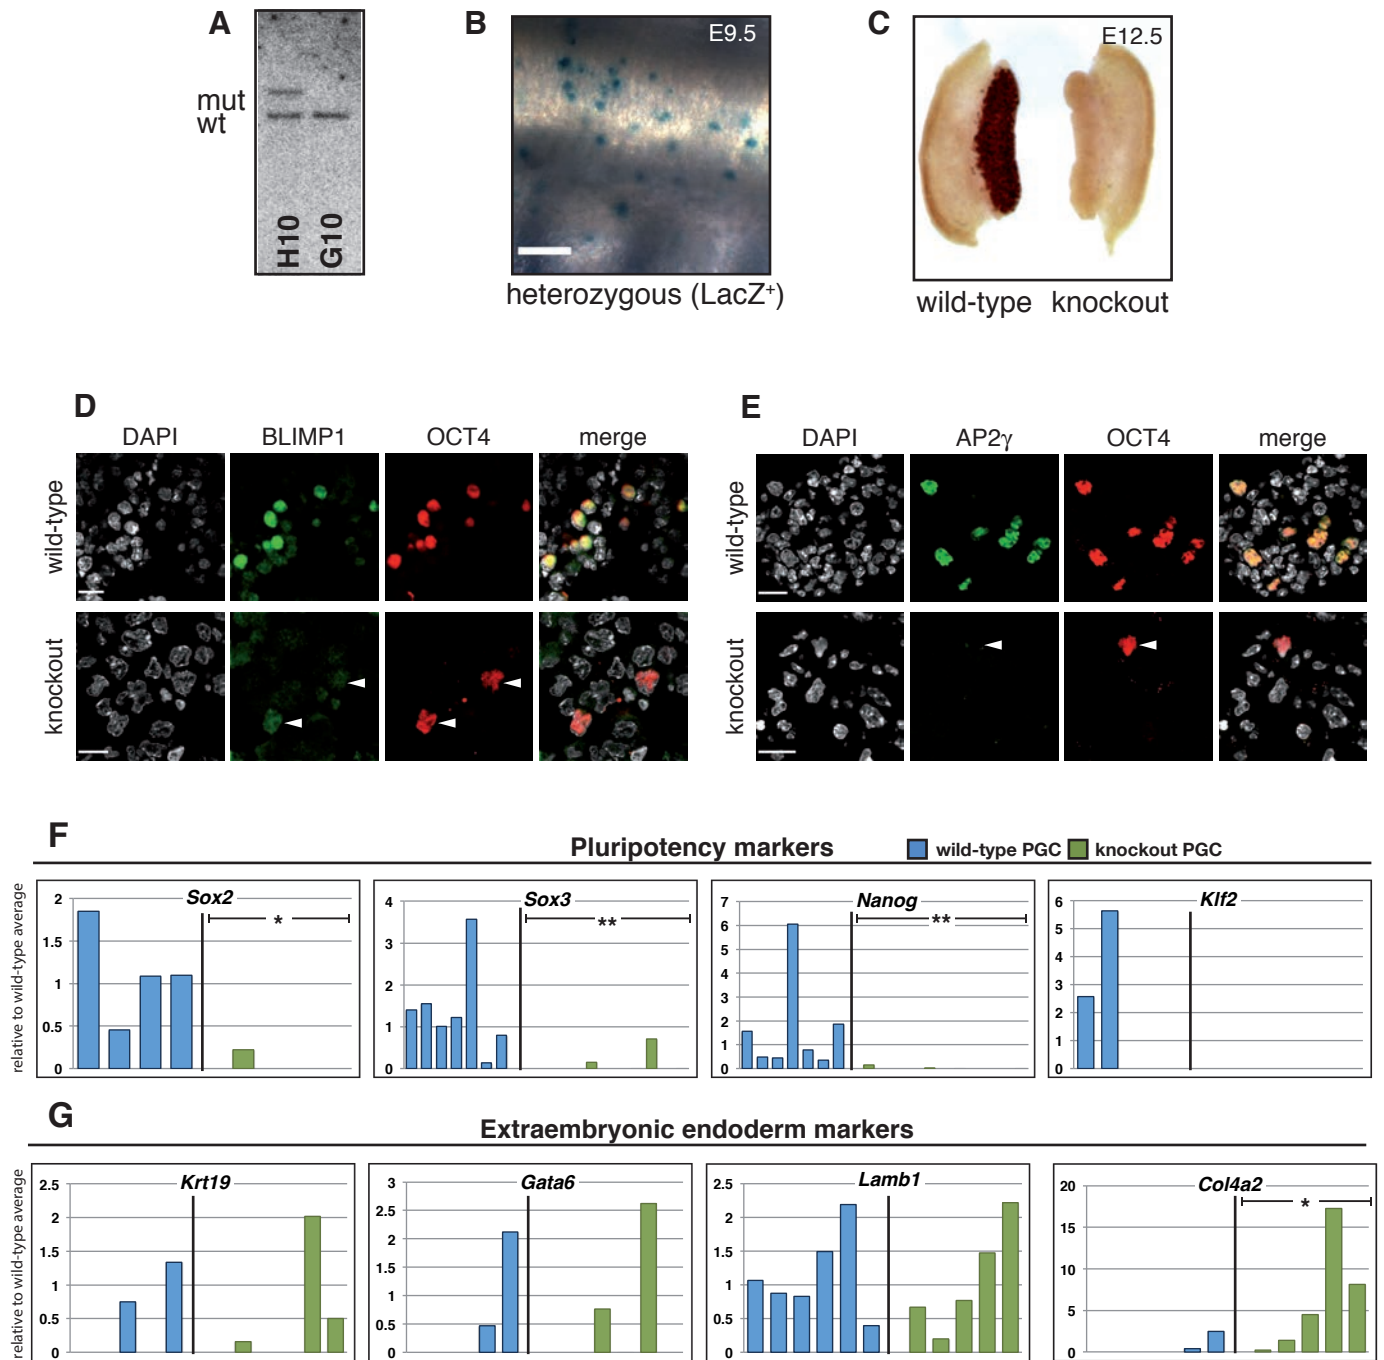 A
mut
wt
H10
G10
B
E9.5
heterozygous (LacZ+)
C
E12.5
wild-type knockout
D
DAPI BLIMP1 OCT4 merge
wild-type
knockout
E
DAPI AP2γ OCT4 merge
wild-type
knockout
F
Pluripotency markers
wild-type PGC knockout PGC
relative to wild-type average
Sox2
*
2
1.5
1
0.5
0
Sox3
**
4
3
2
1
0
Nanog
**
7
6
5
4
3
2
1
0
Klf2
6
5
4
3
2
1
0
G
Extraembryonic endoderm markers
relative to wild-type average
Krt19
2.5
2
1.5
1
0.5
0
Gata6
3
2.5
2
1.5
1
0.5
0
Lamb1
2.5
2
1.5
1
0.5
0
Col4a2
*
20
15
10
5
0